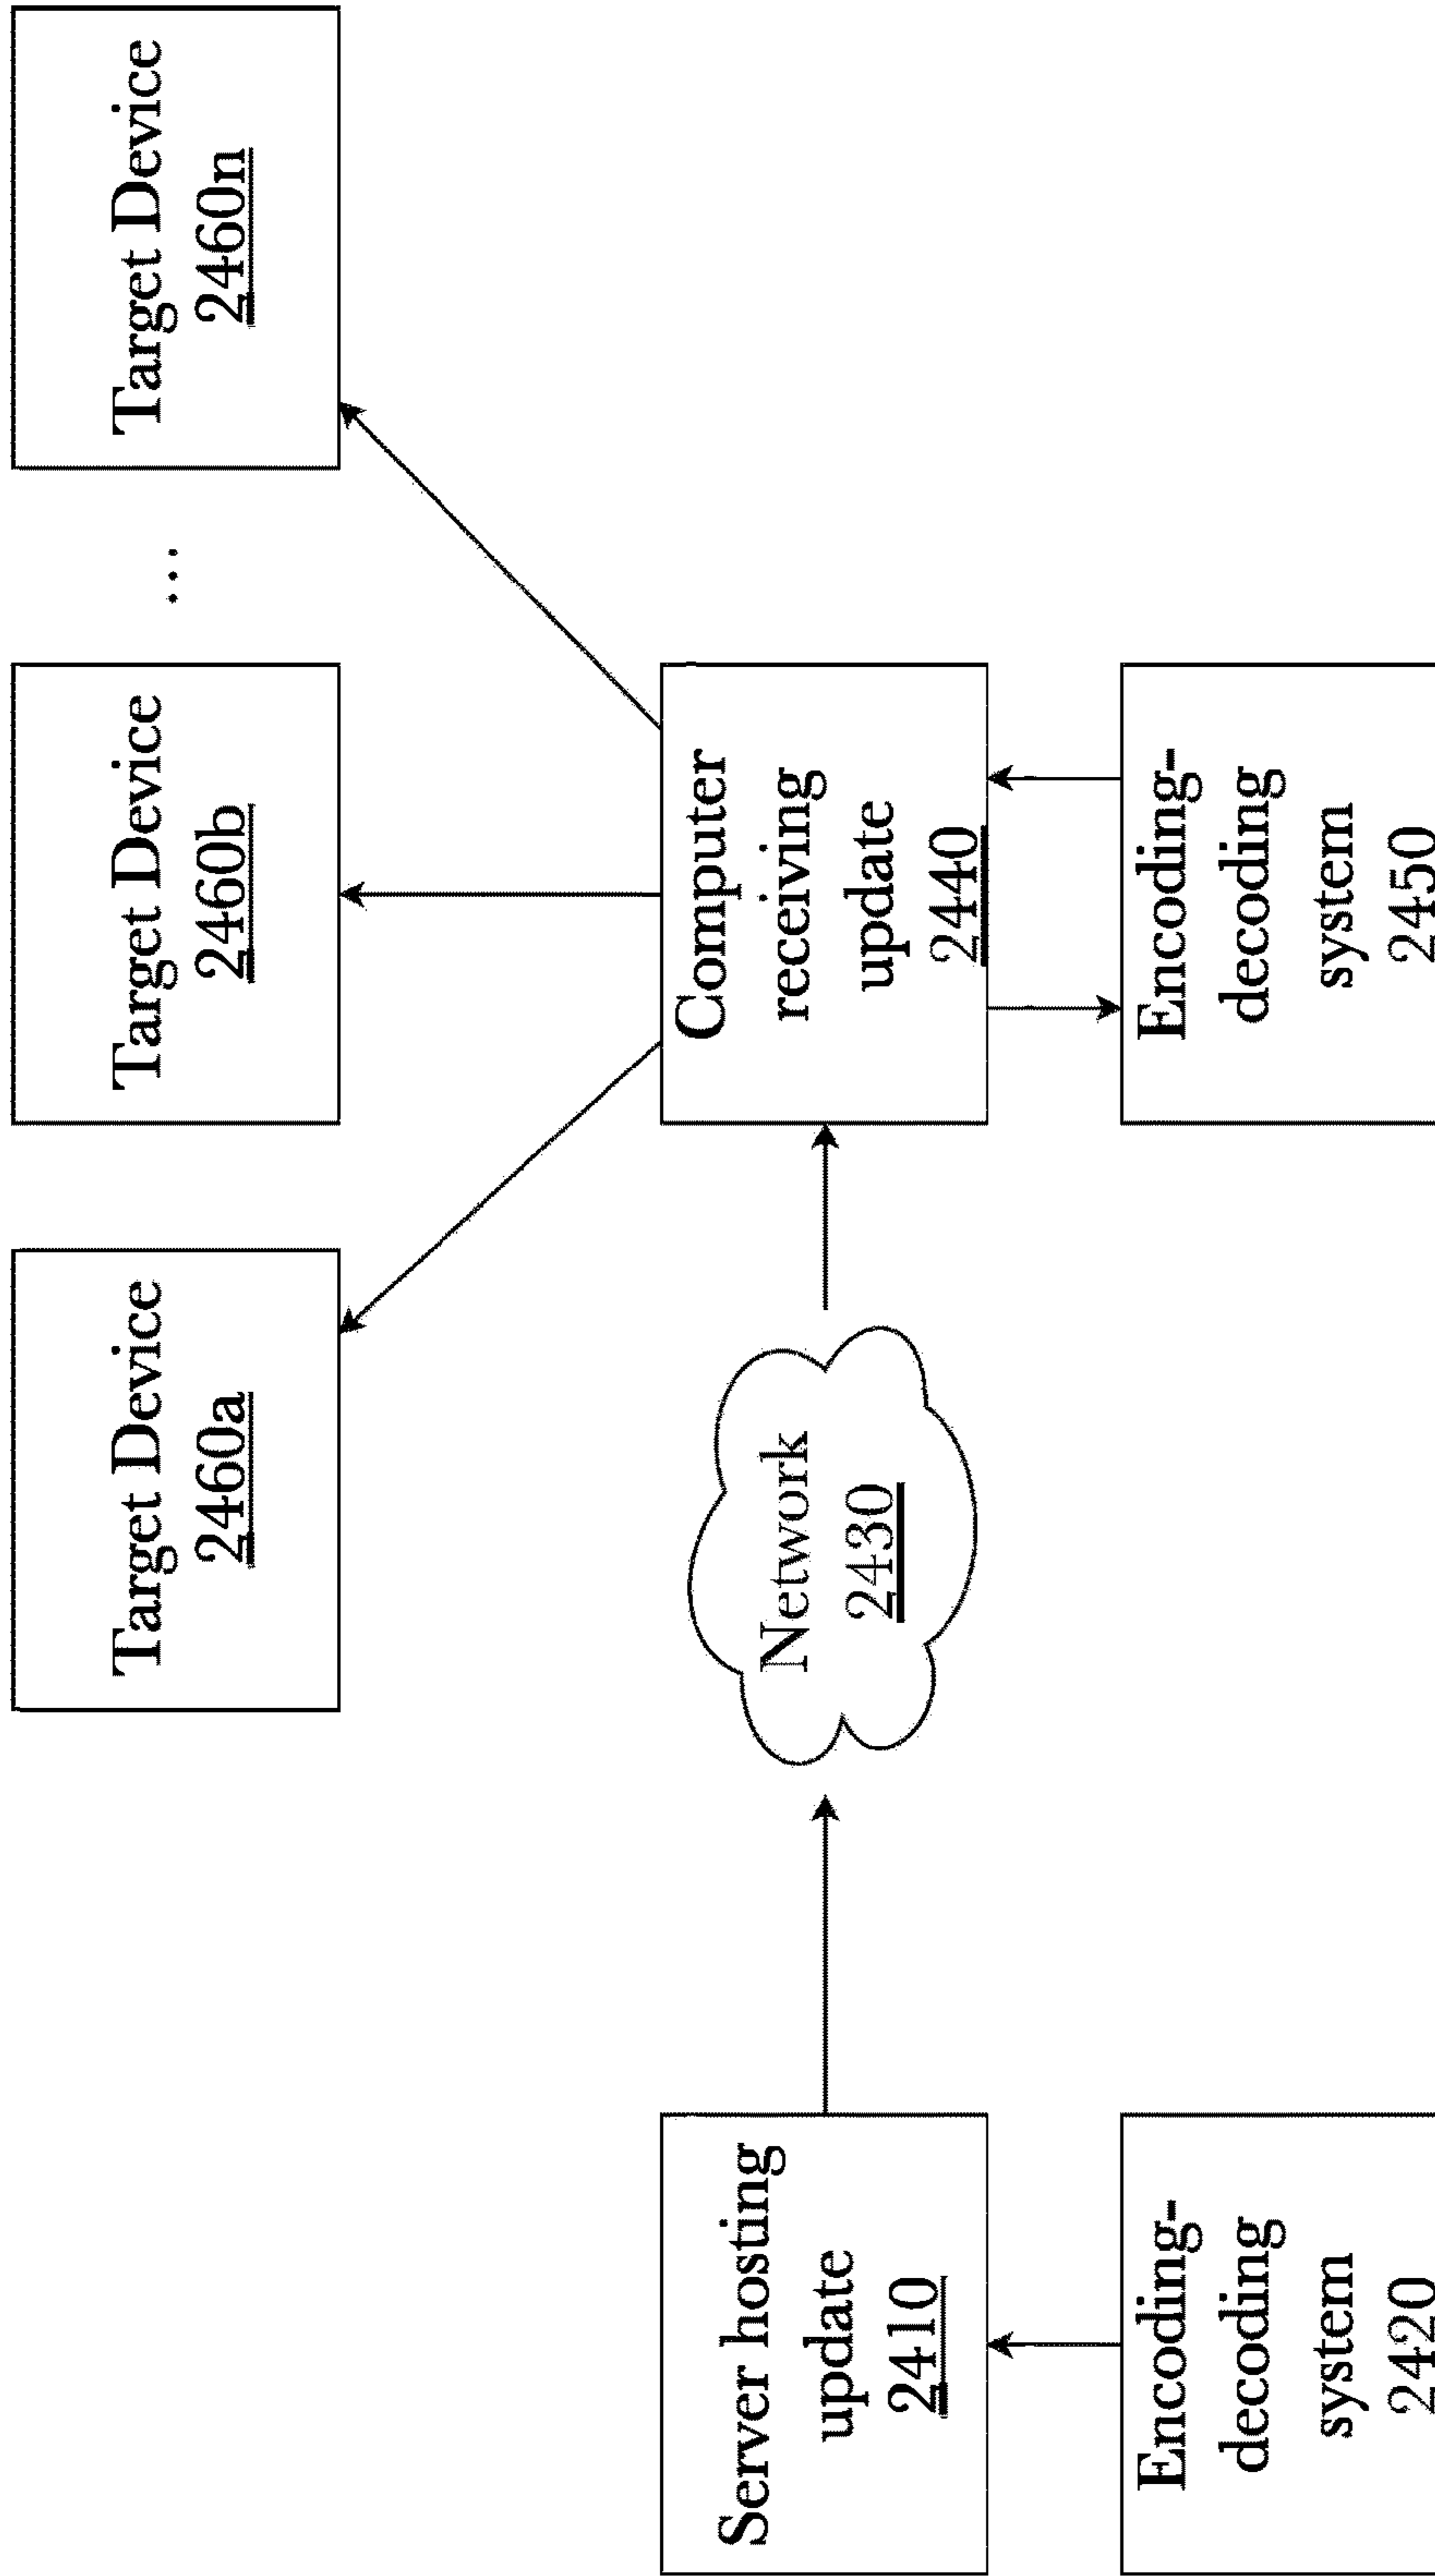 Target Device
2460a
Target Device
2460b
...
Target Device
2460n
Server hosting
update
2410
Network
2430
Computer
receiving
update
2440
Encoding-
decoding
system
2420
Encoding-
decoding
system
2450